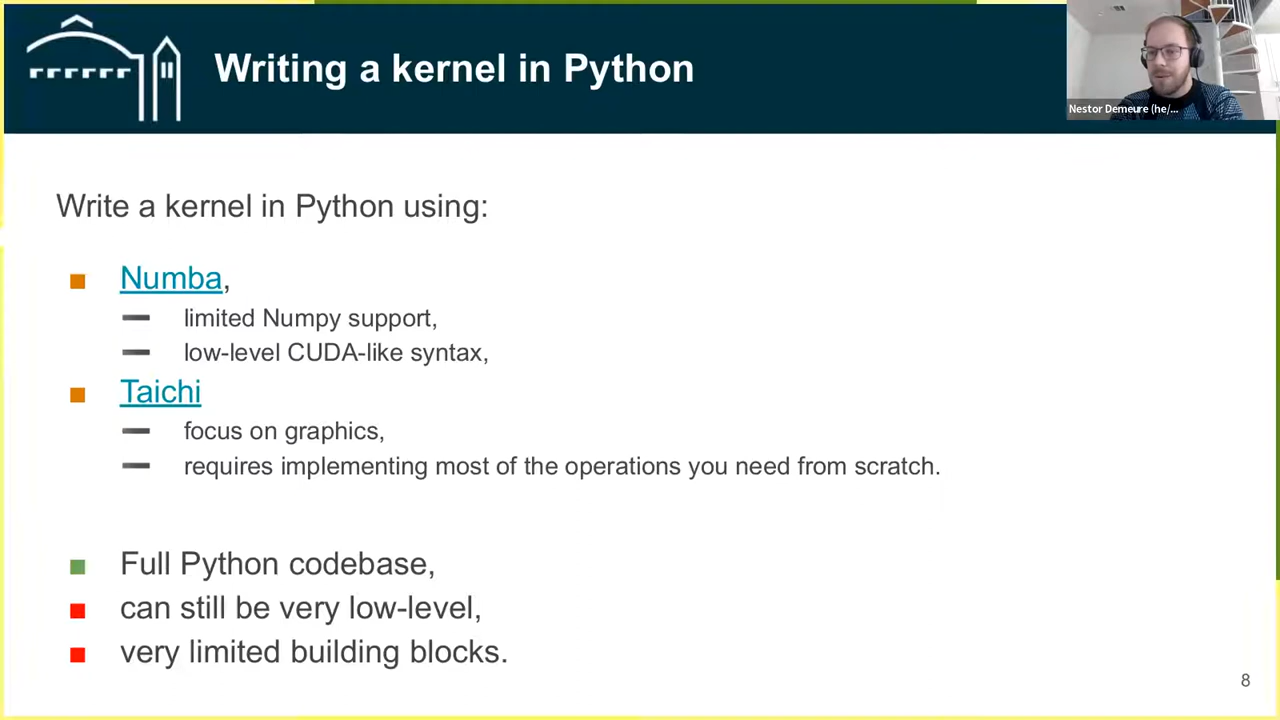 Writing a kernel in Python
Nestor Demeure (he/...
Write a kernel in Python using:
Numba,
limited Numpy support,
low-level CUDA-like syntax,
Taichi
focus on graphics,
requires implementing most of the operations you need from scratch.
Full Python codebase,
can still be very low-level,
very limited building blocks.
8